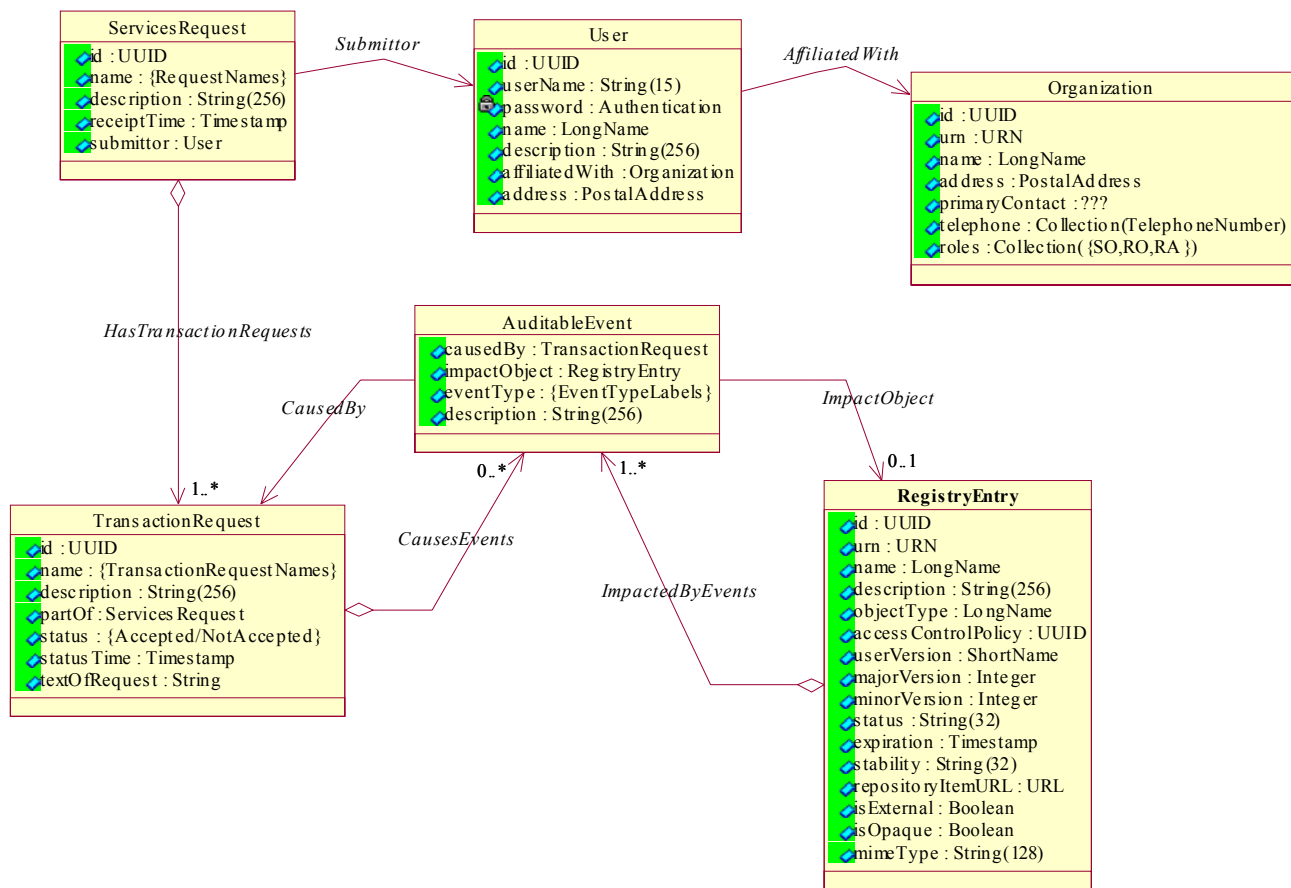 ServicesRequest
id : UUID
name : {RequestNames}
description : String(256)
receiptTime : Timestamp
submittor : User
Submittor
User
id : UUID
userName : String(15)
password : Authentication
name : LongName
description : String(256)
affiliatedWith : Organization
address : PostalAddress
AffiliatedWith
Organization
id : UUID
urn : URN
name : LongName
address : PostalAddress
primaryContact : ???
telephone : Collection(TelephoneNumber)
roles : Collection({SO,RO,RA})
HasTransactionRequests
1..*
AuditableEvent
causedBy : TransactionRequest
impactObject : RegistryEntry
eventType : {EventTypeLabels}
description : String(256)
CausedBy
ImpactObject
0..*
1..*
0..1
TransactionRequest
id : UUID
name : {TransactionRequestNames}
description : String(256)
partOf : ServicesRequest
status : {Accepted/NotAccepted}
statusTime : Timestamp
textOfRequest : String
CausesEvents
ImpactedByEvents
RegistryEntry
id : UUID
urn : URN
name : LongName
description : String(256)
objectType : LongName
accessControlPolicy : UUID
userVersion : ShortName
majorVersion : Integer
minorVersion : Integer
status : String(32)
expiration : Timestamp
stability : String(32)
repositoryItemURL : URL
isExternal : Boolean
isOpaque : Boolean
mimeType : String(128)